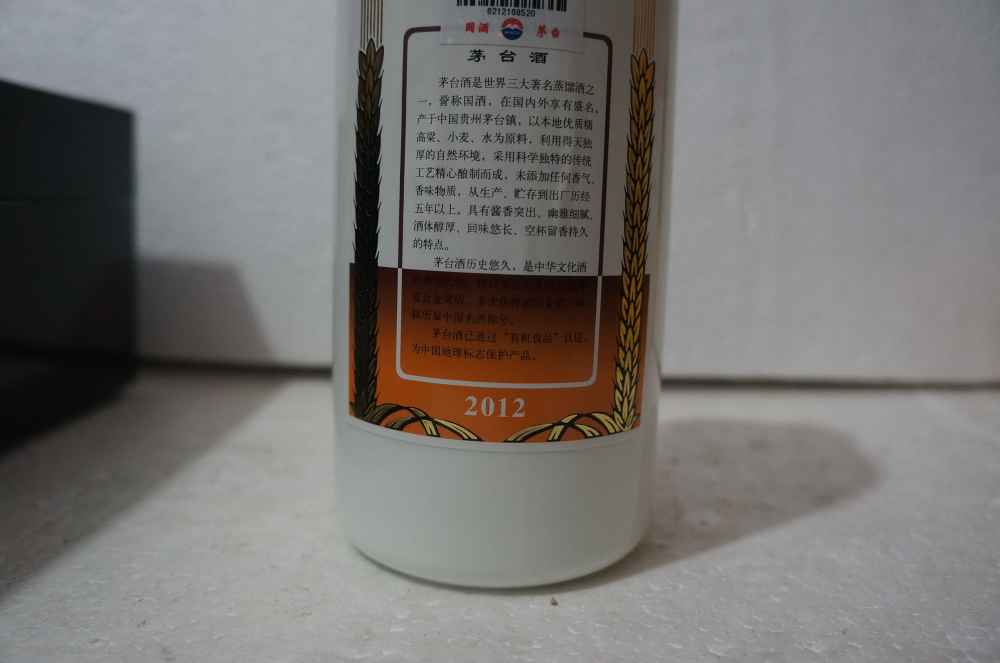 6212168520
国酒 茅台
茅台酒
茅台酒是世界三大著名蒸馏酒之
一，誉称国酒，在国内外享有盛名，
产于中国贵州茅台镇，以本地优质糯
高粱、小麦、水为原料，利用得天独
厚的自然环境，采用科学独特的传统
工艺精心酿制而成，未添加任何香气、
香味物质，从生产、贮存到出厂历经
五年以上，具有酱香突出、幽雅细腻、
酒体醇厚、回味悠长、空杯留香持久
的特点。
茅台酒历史悠久，是中华文化酒
茅台酒已通过“有机食品”认证，
为中国地理标志保护产品。
2012